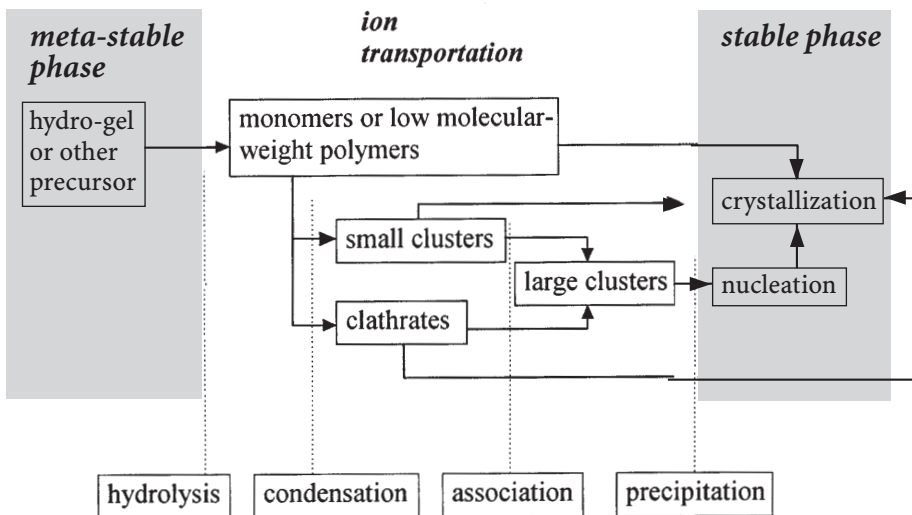 meta-stable
phase
ion
transportation
stable phase
hydro-gel
or other
precursor
monomers or low molecular-
weight polymers
crystallization
small clusters
large clusters
nucleation
clathrates
hydrolysis
condensation
association
precipitation